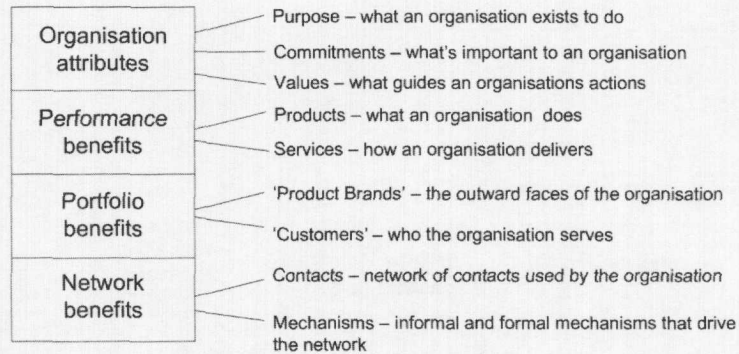 Organisation
attributes
Purpose – what an organisation exists to do
Commitments – what's important to an organisation
Values – what guides an organisations actions
Performance
benefits
Products – what an organisation does
Services – how an organisation delivers
Portfolio
benefits
'Product Brands' – the outward faces of the organisation
'Customers' – who the organisation serves
Network
benefits
Contacts – network of contacts used by the organisation
Mechanisms – informal and formal mechanisms that drive
the network